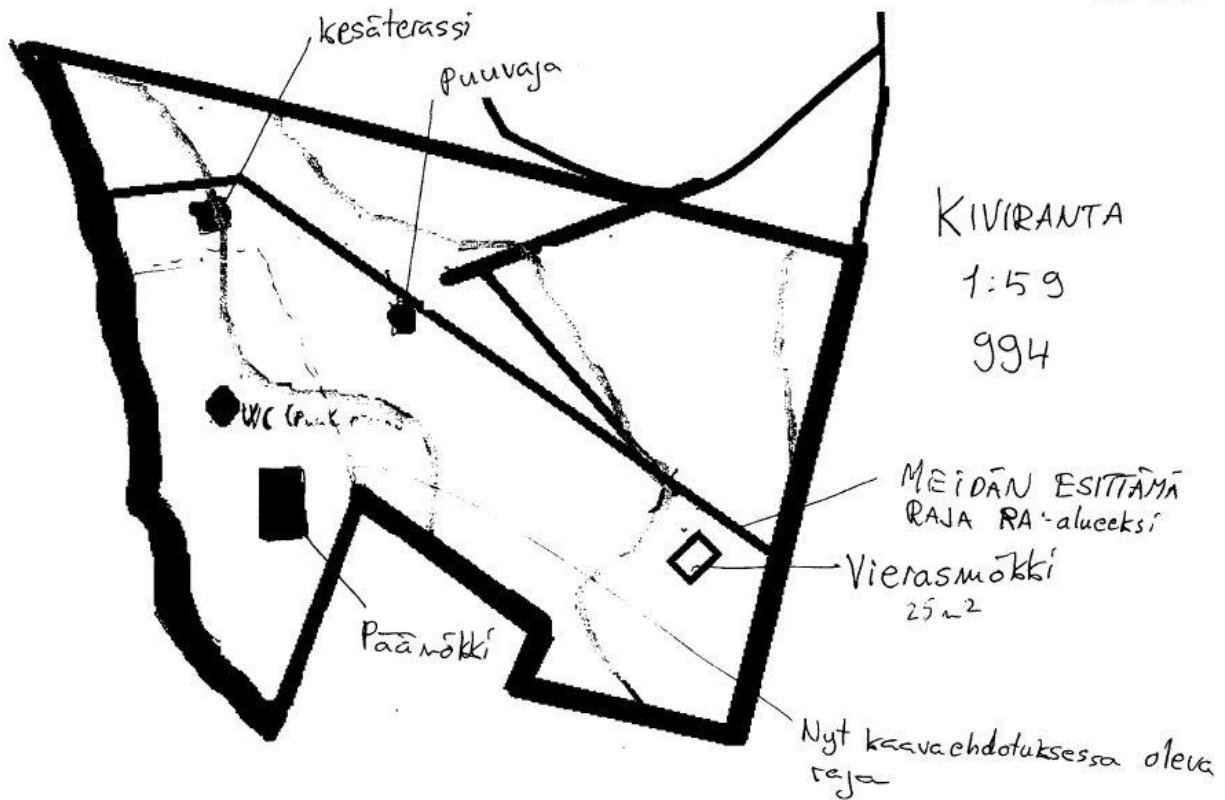 kesäterassi
Puuvaja
KIVIRANTA
1:59
994
WC
MEIDÄN ESITTÄMÄ
RAJA RA-alueeksi
Vierasmökki
25 m²
Päämökki
Nyt kaavaehdotuksessa oleva
raja